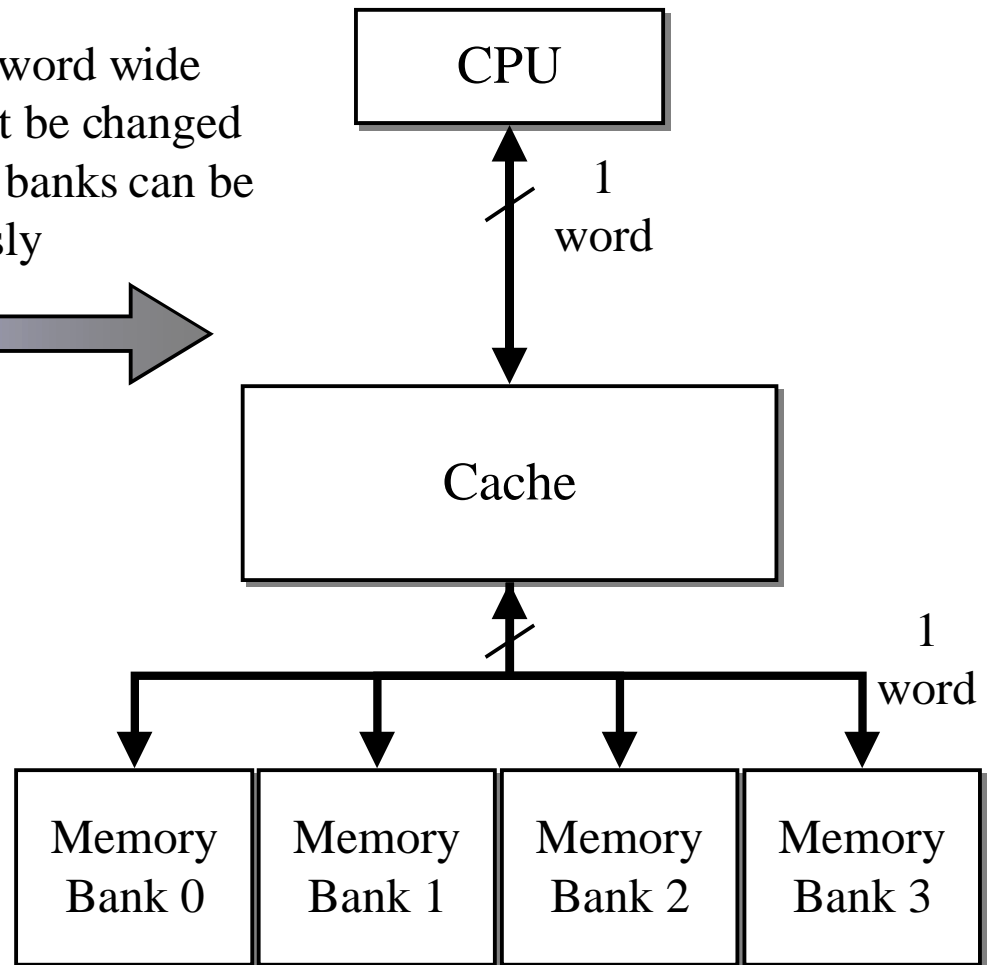 word wide
t be changed
banks can be
sly
CPU
1
word
Cache
1
word
Memory
Bank 0
Memory
Bank 1
Memory
Bank 2
Memory
Bank 3